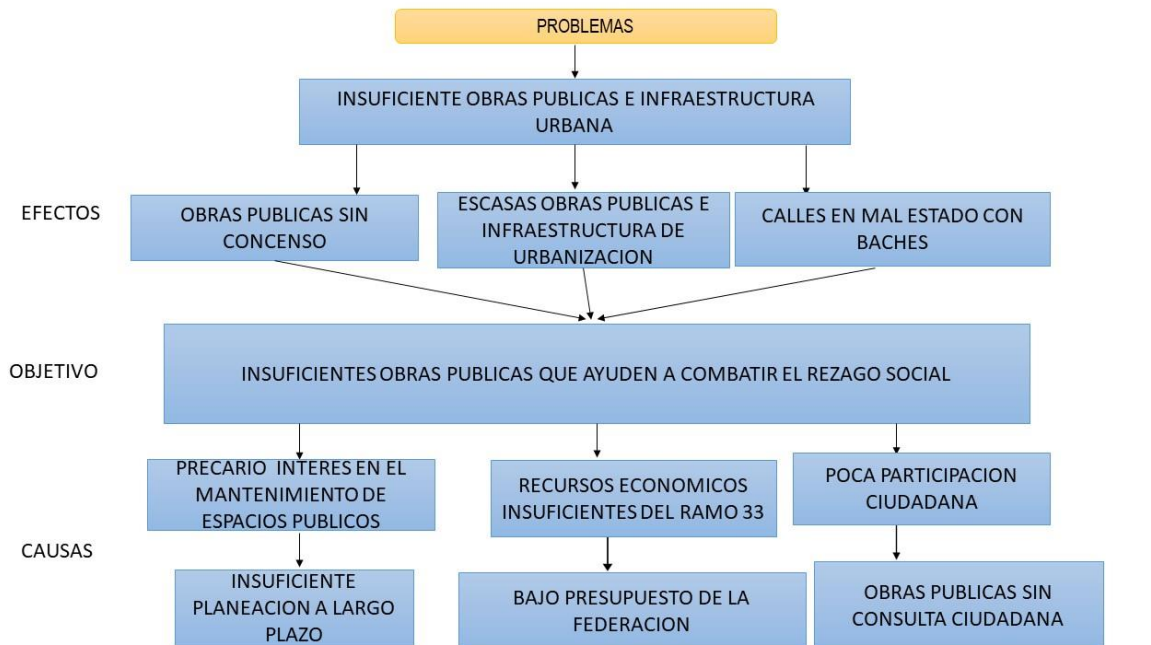 PROBLEMAS
INSUFICIENTE OBRAS PUBLICAS E INFRAESTRUCTURA
URBANA
EFECTOS
OBRAS PUBLICAS SIN
CONCENSO
ESCASAS OBRAS PUBLICAS E
INFRAESTRUCTURA DE
URBANIZACION
CALLES EN MAL ESTADO CON
BACHES
OBJETIVO
INSUFICIENTES OBRAS PUBLICAS QUE AYUDEN A COMBATIR EL REZAGO SOCIAL
PRECARIO INTERES EN EL
MANTENIMIENTO DE
ESPACIOS PUBLICOS
RECURSOS ECONOMICOS
INSUFICIENTES DEL RAMO 33
POCA PARTICIPACION
CIUDADANA
CAUSAS
INSUFICIENTE
PLANEACION A LARGO
PLAZO
BAJO PRESUPUESTO DE LA
FEDERACION
OBRAS PUBLICAS SIN
CONSULTA CIUDADANA